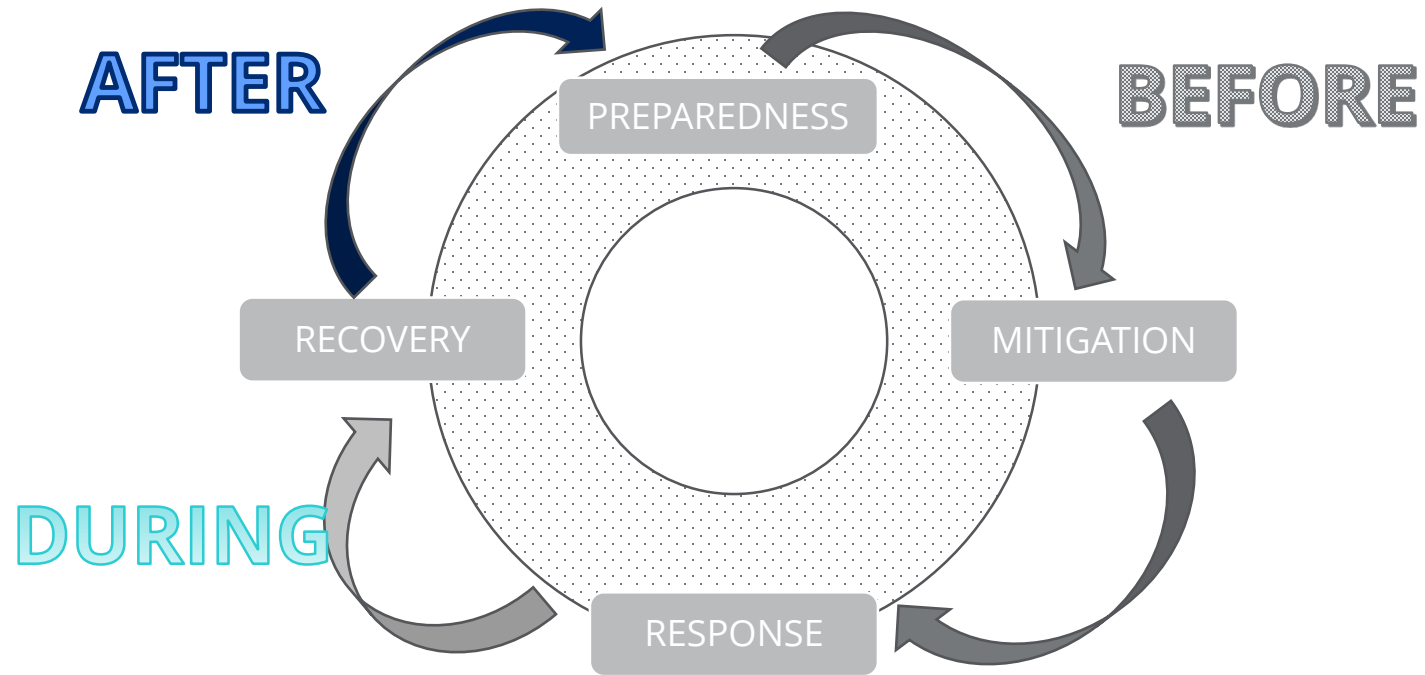 AFTER
BEFORE
PREPAREDNESS
RECOVERY
MITIGATION
DURING
RESPONSE